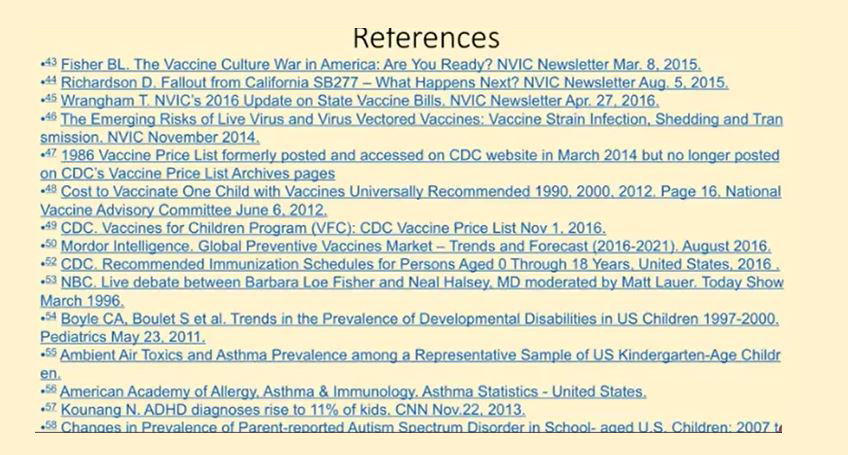 References
•43 Fisher BL. The Vaccine Culture War in America: Are You Ready? NVIC Newsletter Mar. 8, 2015.
•44 Richardson D. Fallout from California SB277 – What Happens Next? NVIC Newsletter Aug. 5, 2015.
•45 Wrangham T. NVIC's 2016 Update on State Vaccine Bills. NVIC Newsletter Apr. 27, 2016.
•46 The Emerging Risks of Live Virus and Virus Vectored Vaccines: Vaccine Strain Infection, Shedding and Tran
smission. NVIC November 2014.
•47 1986 Vaccine Price List formerly posted and accessed on CDC website in March 2014 but no longer posted
on CDC's Vaccine Price List Archives pages
•48 Cost to Vaccinate One Child with Vaccines Universally Recommended 1990, 2000, 2012. Page 16. National
Vaccine Advisory Committee June 6, 2012.
•49 CDC. Vaccines for Children Program (VFC): CDC Vaccine Price List Nov 1, 2016.
•50 Mordor Intelligence. Global Preventive Vaccines Market – Trends and Forecast (2016-2021). August 2016.
•52 CDC. Recommended Immunization Schedules for Persons Aged 0 Through 18 Years, United States, 2016 .
•53 NBC. Live debate between Barbara Loe Fisher and Neal Halsey, MD moderated by Matt Lauer. Today Show
March 1996.
•54 Boyle CA, Boulet S et al. Trends in the Prevalence of Developmental Disabilities in US Children 1997-2000.
Pediatrics May 23, 2011.
•55 Ambient Air Toxics and Asthma Prevalence among a Representative Sample of US Kindergarten-Age Childr
en.
•56 American Academy of Allergy, Asthma & Immunology. Asthma Statistics - United States.
•57 Kounang N. ADHD diagnoses rise to 11% of kids. CNN Nov.22, 2013.
•58 Changes in Prevalence of Parent-reported Autism Spectrum Disorder in School- aged U.S. Children: 2007